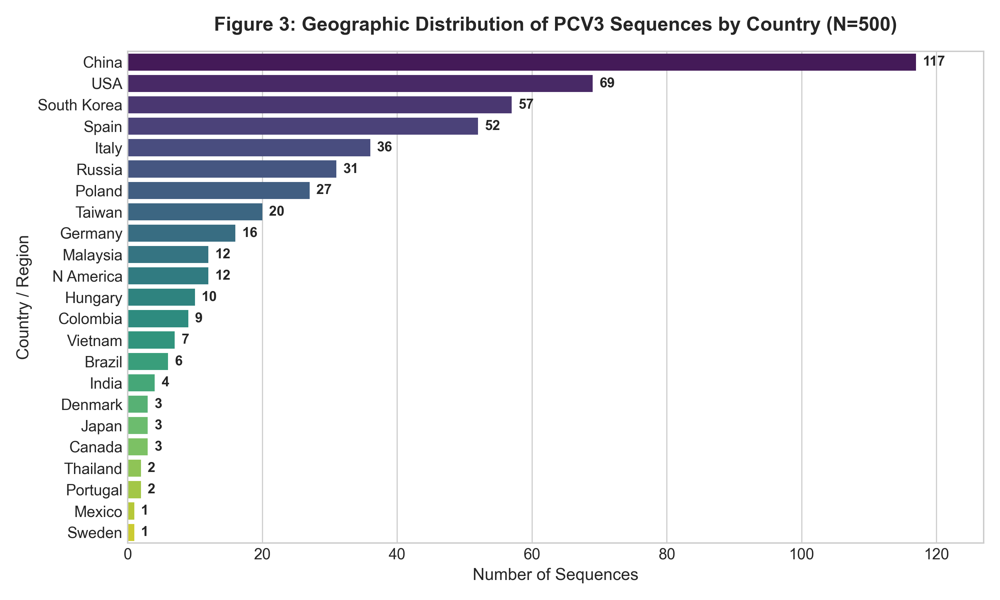 Figure 3: Geographic Distribution of PCV3 Sequences by Country (N=500)
Country / Region
China 117
USA 69
South Korea 57
Spain 52
Italy 36
Russia 31
Poland 27
Taiwan 20
Germany 16
Malaysia 12
N America 12
Hungary 10
Colombia 9
Vietnam 7
Brazil 6
India 4
Denmark 3
Japan 3
Canada 3
Thailand 2
Portugal 2
Mexico 1
Sweden 1
0 20 40 60 80 100 120
Number of Sequences